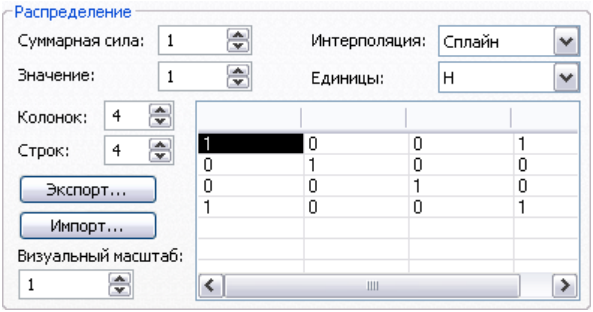 Распределение
Суммарная сила: 1 Интерполяция: Сплайн
Значение: 1 Единицы: Н
Колонок: 4
Строк: 4
1 0 0 1
0 1 0 0
0 0 1 0
1 0 0 1
Экспорт...
Импорт...
Визуальный масштаб:
1